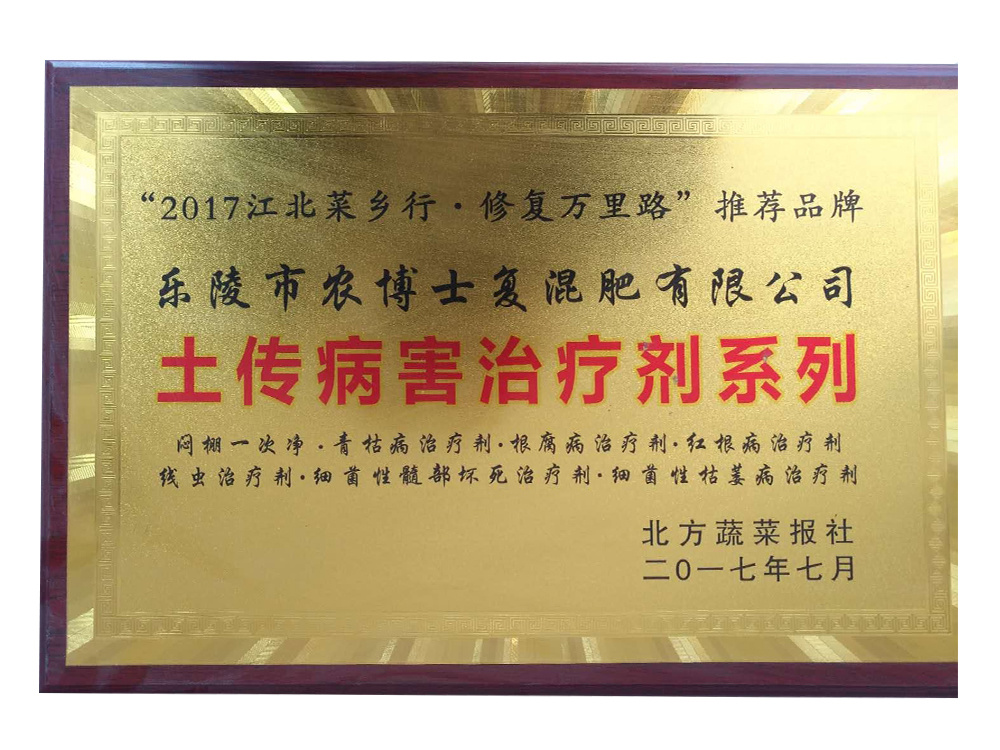 “2017江北菜乡行·修复万里路”推荐品牌
乐陵市农博士复混肥有限公司
土传病害治疗剂系列
闷棚一次净·青枯病治疗剂·根腐病治疗剂·红根病治疗剂
线虫治疗剂·细菌性髓部坏死治疗剂·细菌性枯萎病治疗剂
北方蔬菜报社
二0一七年七月